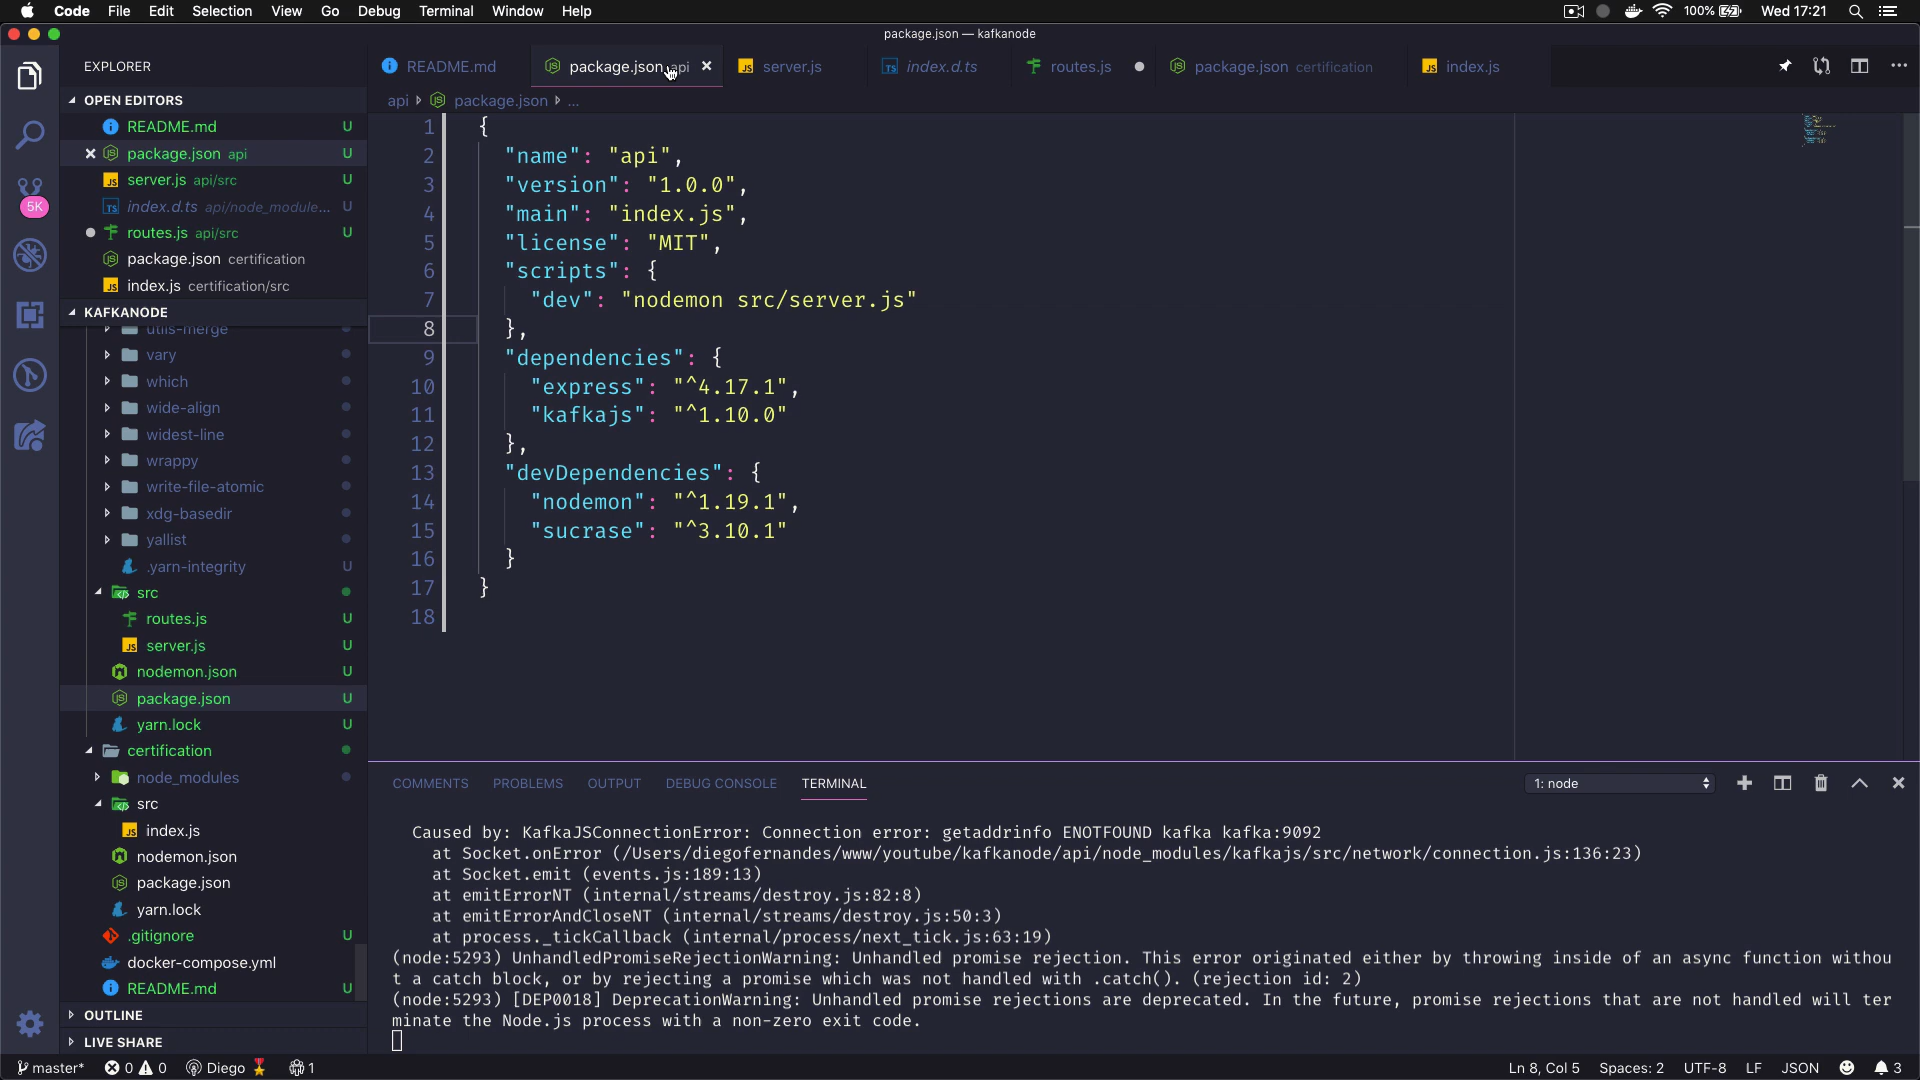 Code File Edit Selection View Go Debug Terminal Window Help 100% Wed 17:21
package.json — kafkanode
EXPLORER
README.md package.json api server.js index.d.ts routes.js package.json certification index.js
OPEN EDITORS
api package.json ...
README.md U
package.json api U
server.js api/src U
index.d.ts api/node_module... U
routes.js api/src U
package.json certification
index.js certification/src
5K
KAFKANODE
utils-merge
vary
which
wide-align
widest-line
wrappy
write-file-atomic
xdg-basedir
yallist
.yarn-integrity U
src
routes.js U
server.js U
nodemon.json U
package.json U
yarn.lock U
certification
node_modules
src
index.js
nodemon.json
package.json
yarn.lock
.gitignore U
docker-compose.yml
README.md U
OUTLINE
LIVE SHARE
1 {
2 "name": "api",
3 "version": "1.0.0",
4 "main": "index.js",
5 "license": "MIT",
6 "scripts": {
7 "dev": "nodemon src/server.js"
8 },
9 "dependencies": {
10 "express": "^4.17.1",
11 "kafkajs": "^1.10.0"
12 },
13 "devDependencies": {
14 "nodemon": "^1.19.1",
15 "sucrase": "^3.10.1"
16 }
17 }
18
COMMENTS PROBLEMS OUTPUT DEBUG CONSOLE TERMINAL 1: node
Caused by: KafkaJSConnectionError: Connection error: getaddrinfo ENOTFOUND kafka kafka:9092
at Socket.onError (/Users/diegofernandes/www/youtube/kafkanode/api/node_modules/kafkajs/src/network/connection.js:136:23)
at Socket.emit (events.js:189:13)
at emitErrorNT (internal/streams/destroy.js:82:8)
at emitErrorAndCloseNT (internal/streams/destroy.js:50:3)
at process._tickCallback (internal/process/next_tick.js:63:19)
(node:5293) UnhandledPromiseRejectionWarning: Unhandled promise rejection. This error originated either by throwing inside of an async function withou
t a catch block, or by rejecting a promise which was not handled with .catch(). (rejection id: 2)
(node:5293) [DEP0018] DeprecationWarning: Unhandled promise rejections are deprecated. In the future, promise rejections that are not handled will ter
minate the Node.js process with a non-zero exit code.
master* 0 0 Diego 1 Ln 8, Col 5 Spaces: 2 UTF-8 LF JSON 3